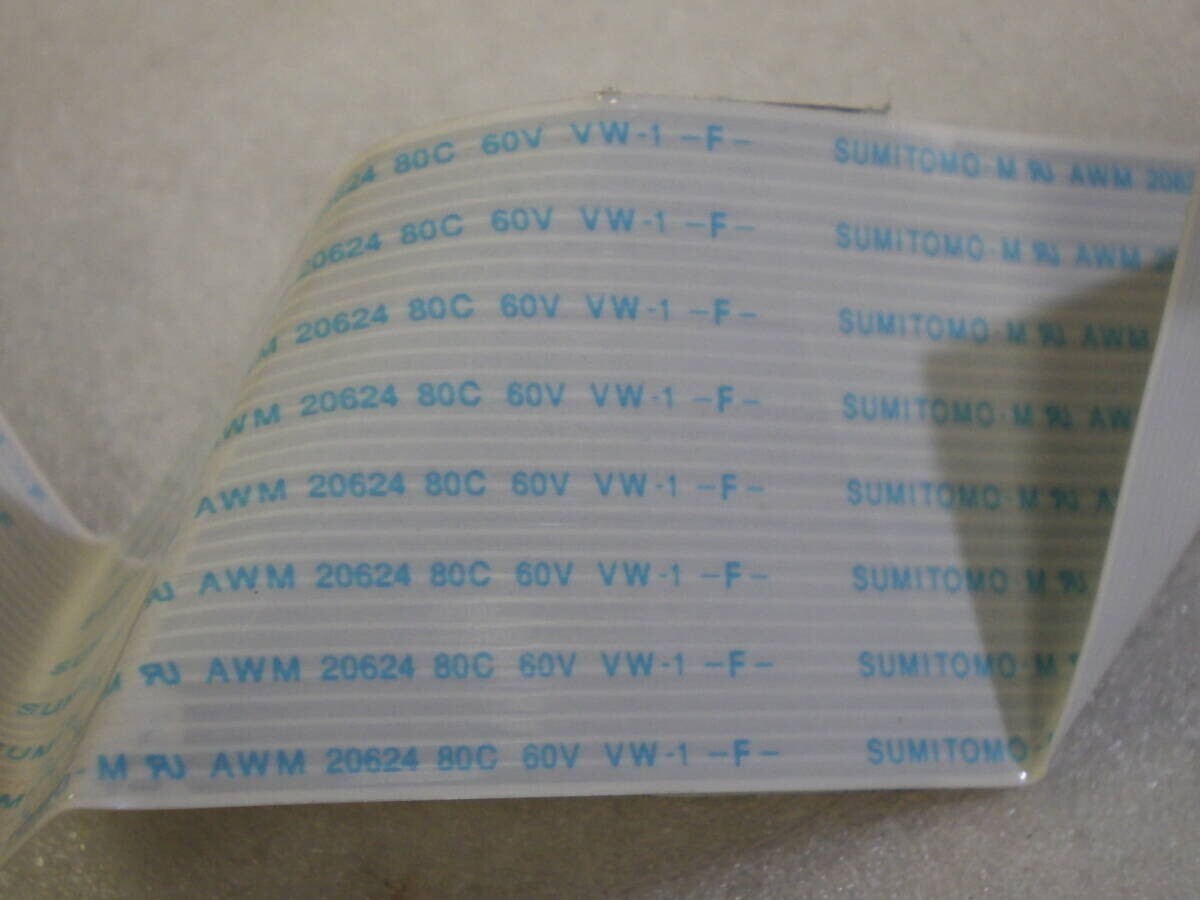 80C 60V VW-1 -F- SUMITOMO-M AWM
20624 80C 60V VW-1 -F- SUMITOMO-M AWM
20624 80C 60V VW-1 -F- SUMITOMO-M AWM
AWM 20624 80C 60V VW-1 -F- SUMITOMO-M AWM
AWM 20624 80C 60V VW-1 -F- SUMITOMO-M
AWM 20624 80C 60V VW-1 -F- SUMITOMO-M
AWM 20624 80C 60V VW-1 -F- SUMITOMO-M
M AWM 20624 80C 60V VW-1 -F- SUMITOMO